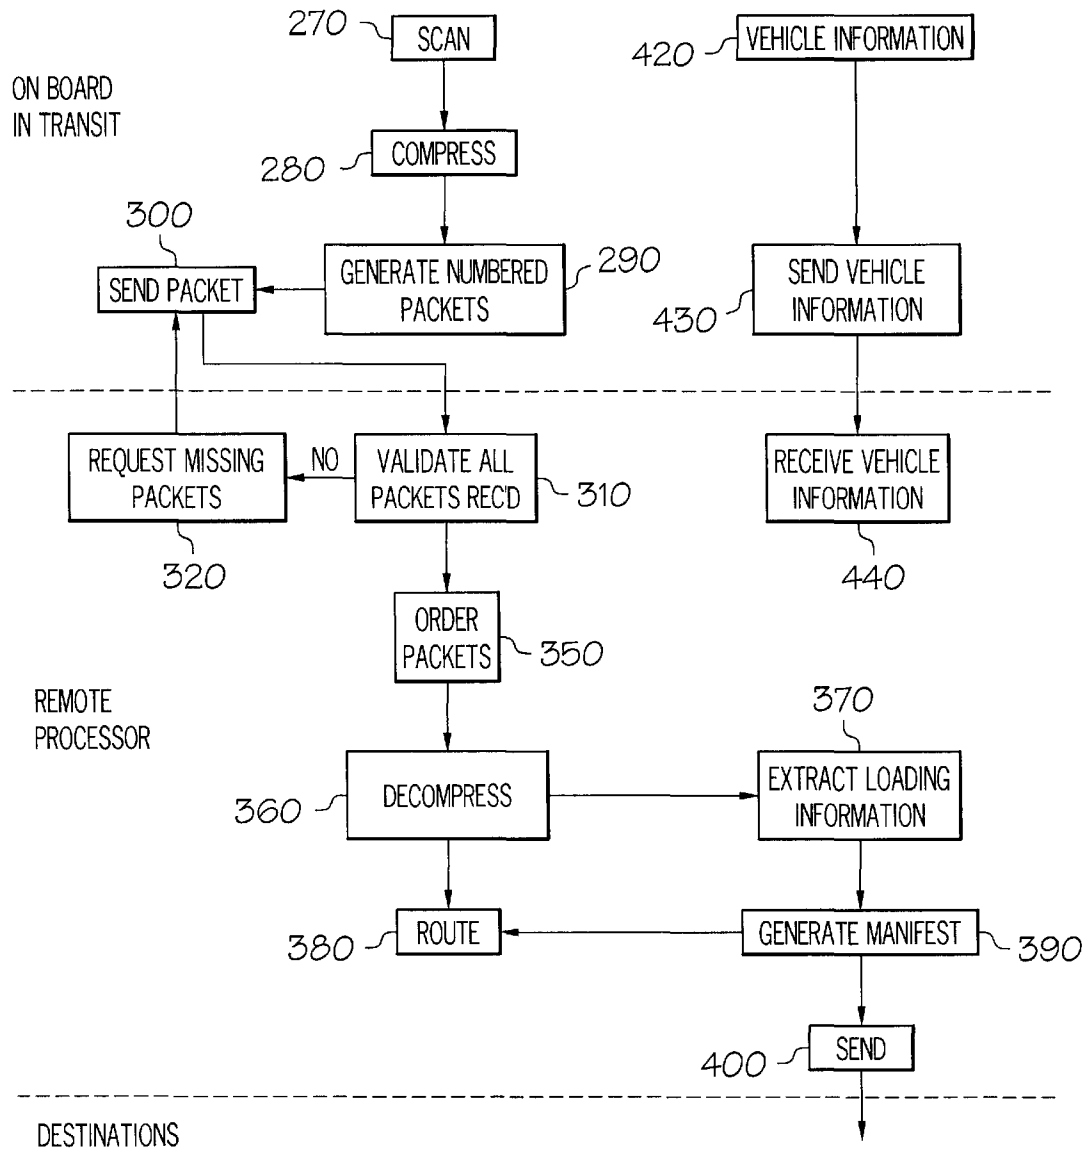 270
SCAN
420
VEHICLE INFORMATION
ON BOARD
IN TRANSIT
280
COMPRESS
300
SEND PACKET
GENERATE NUMBERED
PACKETS
290
SEND VEHICLE
INFORMATION
430
REQUEST MISSING
PACKETS
320
NO
VALIDATE ALL
PACKETS REC'D
310
RECEIVE VEHICLE
INFORMATION
440
ORDER
PACKETS
350
REMOTE
PROCESSOR
360
DECOMPRESS
370
EXTRACT LOADING
INFORMATION
380
ROUTE
GENERATE MANIFEST
390
400
SEND
DESTINATIONS